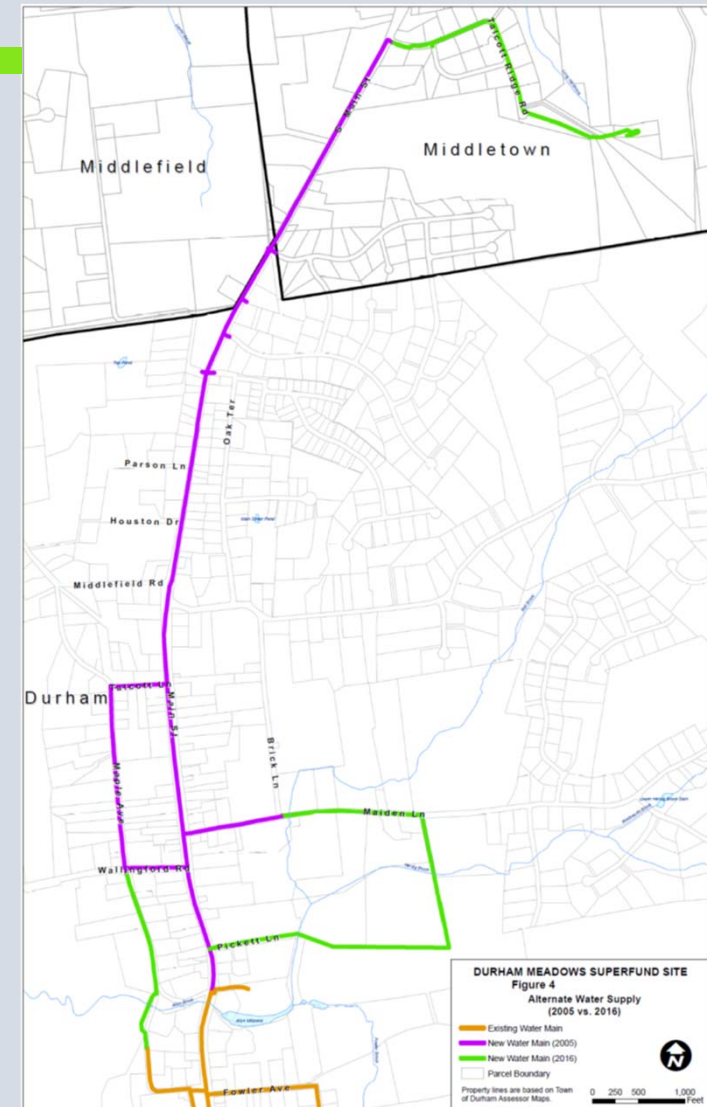 Talcott Ridge Rd
S. Main St
Middlefield
Middletown
Oak Ter
Parson Ln
Houston Dr
Middlefield Rd
Durham
Main St
Maple Ave
Brick Ln
Maiden Ln
Wallingford Rd
Pickett Ln
Fowler Ave
DURHAM MEADOWS SUPERFUND SITE
Figure 4
Alternate Water Supply
(2005 vs. 2016)
Existing Water Main
New Water Main (2005)
New Water Main (2016)
Parcel Boundary
N
Property lines are based on Town
of Durham Assessor Maps.
0 250 500 1,000
Feet